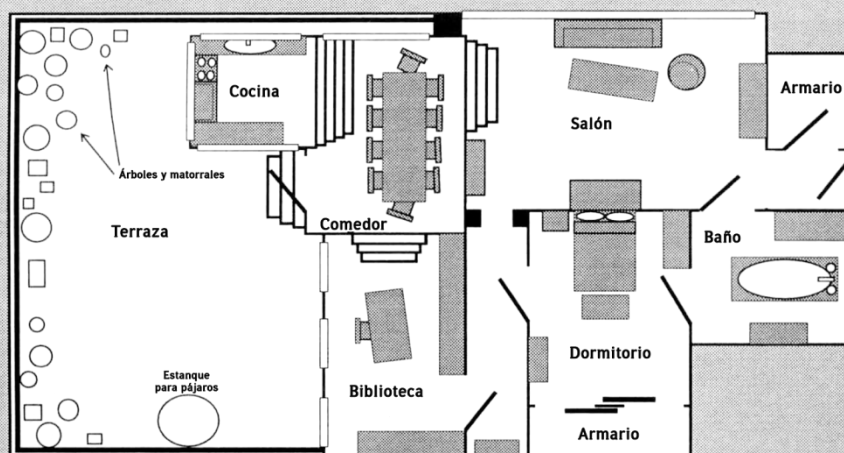 Cocina
Armario
Salón
Árboles y matorrales
Terraza
Comedor
Baño
Dormitorio
Estanque
para pájaros
Biblioteca
Armario